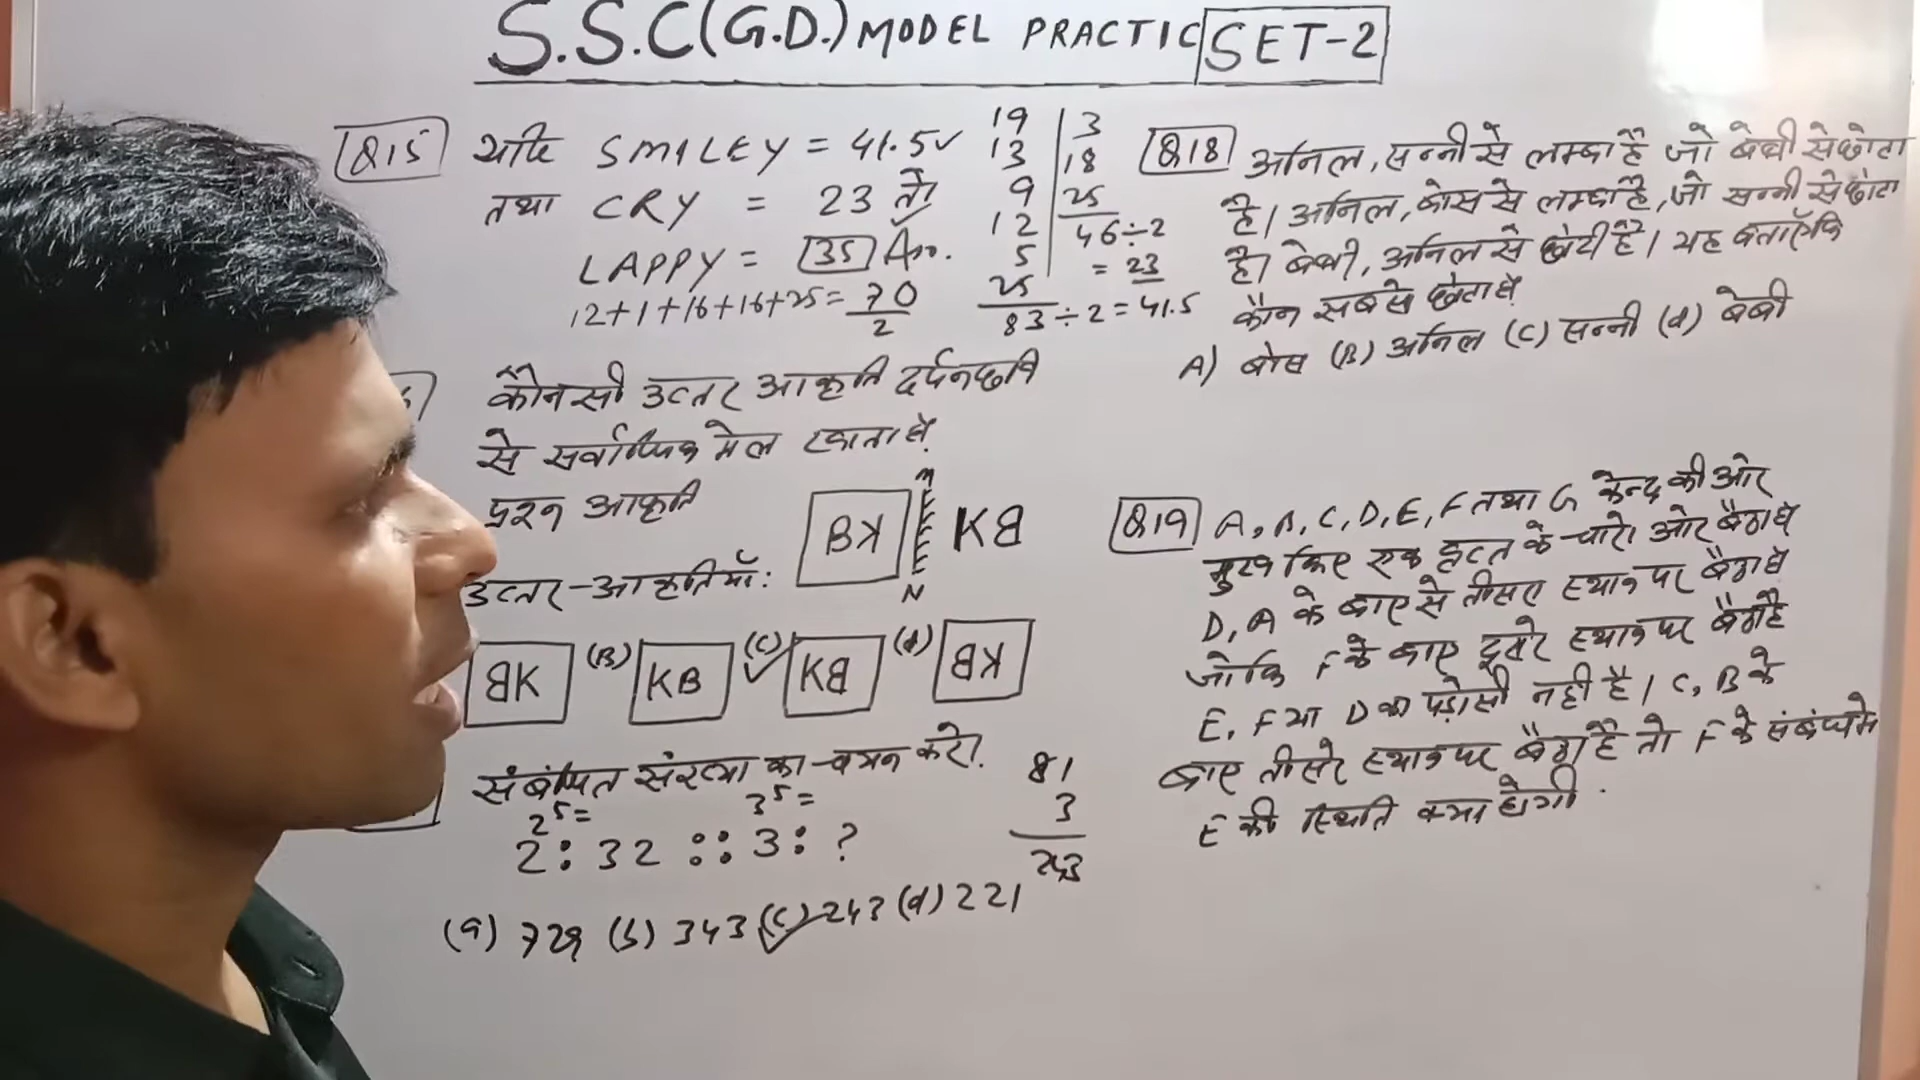 S.S.C(G.D.) MODEL PRACTIC SET-2
Q15 यदि SMILEY = 41.5
तथा CRY = 23 तो
LAPPY = 35 Ans.
12+1+16+16+25= 70
2
19
13
9
12
5
25
83÷2=41.5
3
18
25
46÷2
= 23
कौनसी उत्तर आकृति दर्पनछवि
से सर्वाधिक मेल खाता है?
प्रश्न आकृति
M
N
उत्तर-आकृतियाँ:
(B) KB (C) (d)
संबंधित संख्या का चयन करे।
2⁵= 3⁵=
2 : 32 :: 3 : ?
81
3
243
(a) 729 (b) 343 (c) 243 (d) 221
Q18 अनिल, सन्नी से लम्बा है जो बेबी से छोटा
है। अनिल, बोस से लम्बा है, जो सन्नी से छोटा
है। बेबी, अनिल से छोटी है। यह बताएँ कि
कौन सबसे छोटा है?
A) बोस (B) अनिल (C) सन्नी (d) बेबी
Q19 A, B, C, D, E, F तथा G केन्द्र की ओर
मुख किए एक वृत्त के चारो ओर बैठा है
D, A के बाए से तीसरे स्थान पर बैठा है
जोकि F के बाए दूसरे स्थान पर बैठा है
E, F या D का पड़ोसी नही है। C, B के
बाए तीसरे स्थान पर बैठा है तो F के संबंध मे
E की स्थिति क्या होगी.